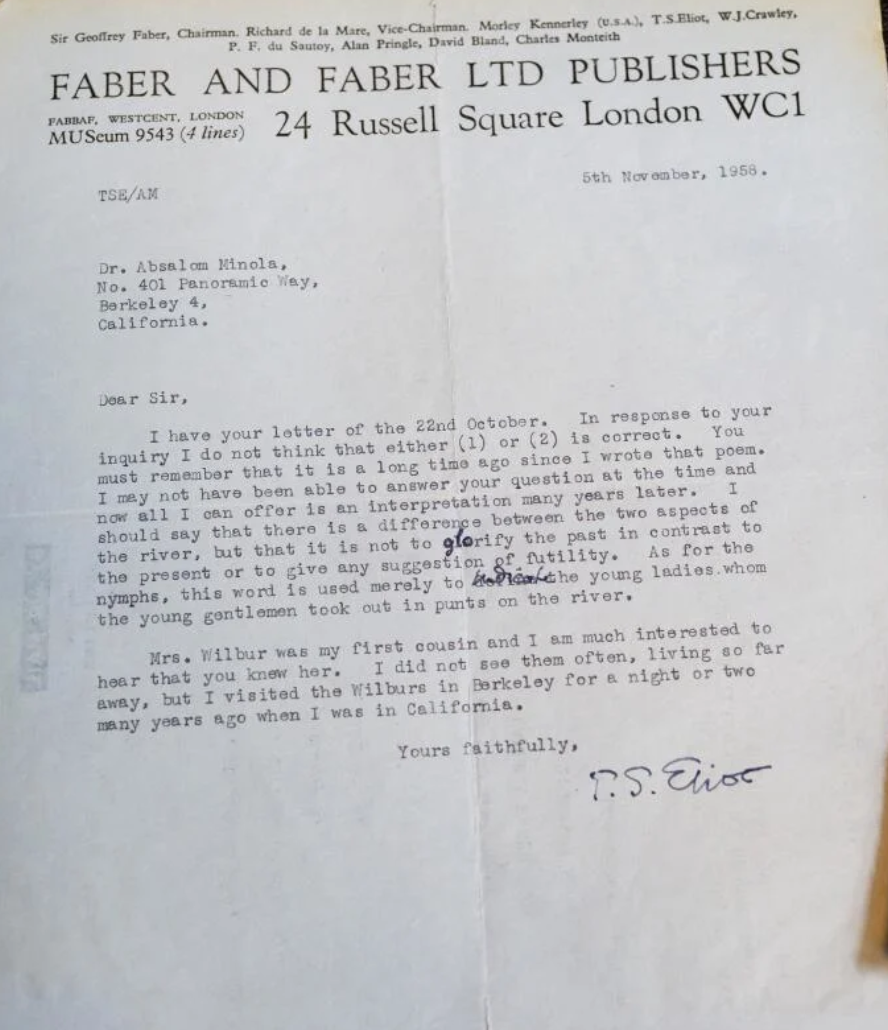 Sir Geoffrey Faber, Chairman. Richard de la Mare, Vice-Chairman. Morley Kennerley (U.S.A.), T.S.Eliot, W.J.Crawley,
P. F. du Sautoy, Alan Pringle, David Bland, Charles Monteith
FABER AND FABER LTD PUBLISHERS
FABBAF, WESTCENT, LONDON
MUSeum 9543 (4 lines)
24 Russell Square London WC1
5th November, 1958.
TSE/AM
Dr. Absalom Minola,
No. 401 Panoramic Way,
Berkeley 4,
California.
Dear Sir,
I have your letter of the 22nd October. In response to your
inquiry I do not think that either (1) or (2) is correct. You
must remember that it is a long time ago since I wrote that poem.
I may not have been able to answer your question at the time and
now all I can offer is an interpretation many years later. I
should say that there is a difference between the two aspects of
the river, but that it is not to glorify the past in contrast to
the present or to give any suggestion of futility. As for the
nymphs, this word is used merely to the young ladies whom
the young gentlemen took out in punts on the river.
Mrs. Wilbur was my first cousin and I am much interested to
hear that you knew her. I did not see them often, living so far
away, but I visited the Wilburs in Berkeley for a night or two
many years ago when I was in California.
Yours faithfully,
T. S. Eliot